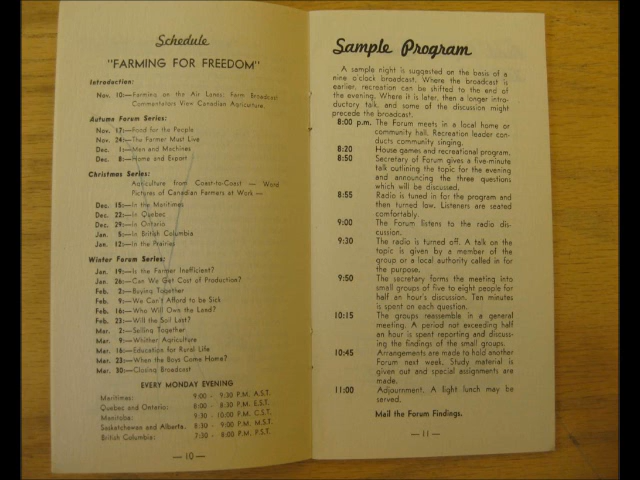 Schedule
"FARMING FOR FREEDOM"
Introduction:
Nov. 10:—Farming on the Air Lanes: Farm Broadcast
Commentators View Canadian Agriculture.
Autumn Forum Series:
Nov. 17:—Food for the People
Nov. 24:—The Farmer Must Live
Dec. 1:—Men and Machines
Dec. 8:—Home and Export
Christmas Series:
Agriculture from Coast-to-Coast — Word
Pictures of Canadian Farmers at Work —
Dec. 15:—In the Maritimes
Dec. 22:—In Quebec
Dec. 29:—In Ontario
Jan. 5:—In British Columbia
Jan. 12:—In the Prairies
Winter Forum Series:
Jan. 19:—Is the Farmer Inefficient?
Jan. 26:—Can We Get Cost of Production?
Feb. 2:—Buying Together
Feb. 9:—We Can't Afford to be Sick
Feb. 16:—Who Will Own the Land?
Feb. 23:—Will the Soil Last?
Mar. 2:—Selling Together
Mar. 9:—Whither Agriculture
Mar. 16:—Education for Rural Life
Mar. 23:—When the Boys Come Home?
Mar. 30:—Closing Broadcast
EVERY MONDAY EVENING
Maritimes: 9:00 - 9:30 P.M. A.S.T.
Quebec and Ontario: 8:00 - 8:30 P.M. E.S.T.
Manitoba: 9:30 - 10:00 P.M. C.S.T.
Saskatchewan and Alberta. 8:30 - 9:00 P.M. M.S.T.
British Columbia: 7:30 - 8:00 P.M. P.S.T.
— 10 —
Sample Program
A sample night is suggested on the basis of a
nine o'clock broadcast. Where the broadcast is
earlier, recreation can be shifted to the end of
the evening. Where it is later, then a longer intro-
ductory talk, and some of the discussion might
precede the broadcast.
8:00 p.m. The Forum meets in a local home or
community hall. Recreation leader con-
ducts community singing.
8:20 House games and recreational program.
8:50 Secretary of Forum gives a five-minute
talk outlining the topic for the evening
and announcing the three questions
which will be discussed.
8:55 Radio is tuned in for the program and
then turned low. Listeners are seated
comfortably.
9:00 The Forum listens to the radio dis-
cussion.
9:30 The radio is turned off. A talk on the
topic is given by a member of the
group or a local authority called in for
the purpose.
9:50 The secretary forms the meeting into
small groups of five to eight people for
half an hour's discussion. Ten minutes
is spent on each question.
10:15 The groups reassemble in a general
meeting. A period not exceeding half
an hour is spent reporting and discuss-
ing the findings of the small groups.
10:45 Arrangements are made to hold another
Forum next week. Study material is
given out and special assignments are
made.
11:00 Adjournment. A light lunch may be
served.
Mail the Forum Findings.
— 11 —